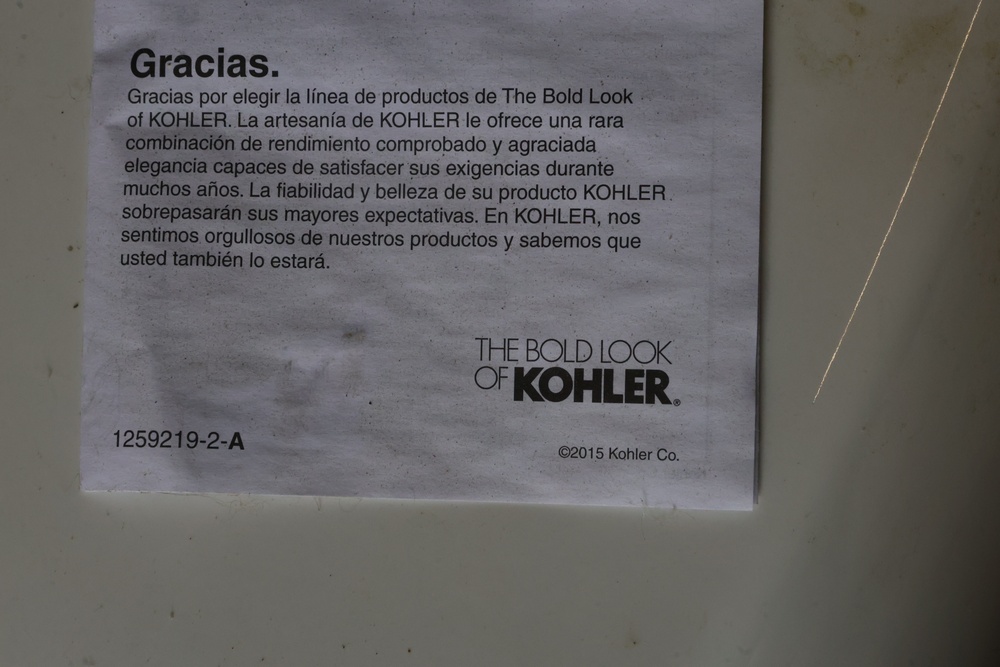 Gracias.
Gracias por elegir la línea de productos de The Bold Look
of KOHLER. La artesanía de KOHLER le ofrece una rara
combinación de rendimiento comprobado y agraciada
elegancia capaces de satisfacer sus exigencias durante
muchos años. La fiabilidad y belleza de su producto KOHLER
sobrepasarán sus mayores expectativas. En KOHLER, nos
sentimos orgullosos de nuestros productos y sabemos que
usted también lo estará.
THE BOLD LOOK
OF KOHLER®
1259219-2-A
©2015 Kohler Co.